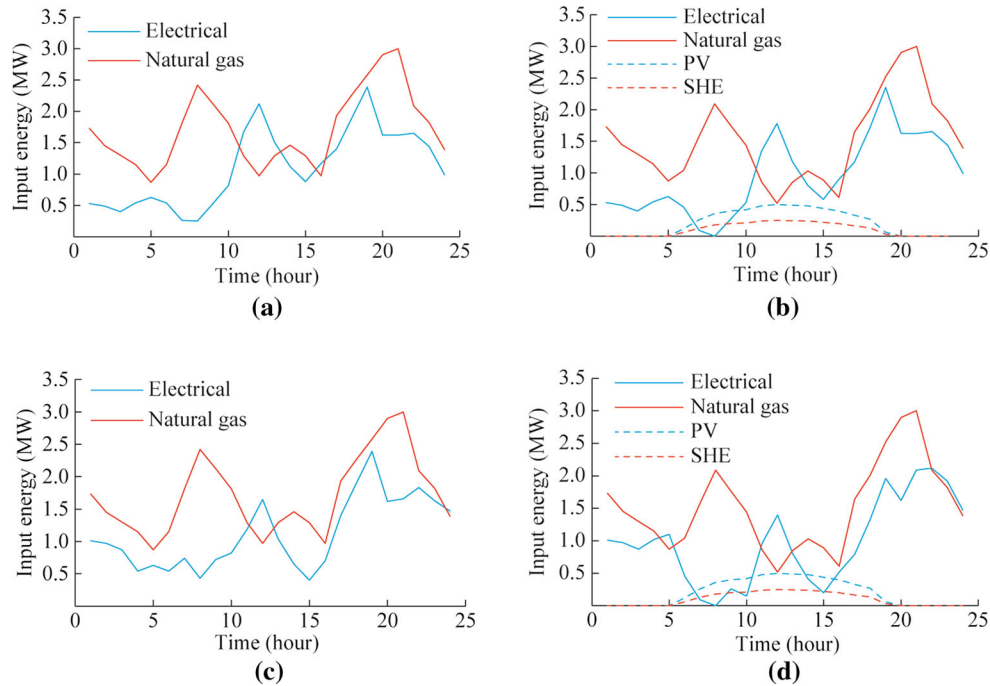 3.5
3.0
2.5
2.0
1.5
1.0
0.5
Input energy (MW)
Electrical
Natural gas
0 5 10 15 20 25
Time (hour)
(a)
3.5
3.0
2.5
2.0
1.5
1.0
0.5
Input energy (MW)
Electrical
Natural gas
PV
SHE
0 5 10 15 20 25
Time (hour)
(b)
3.5
3.0
2.5
2.0
1.5
1.0
0.5
Input energy (MW)
Electrical
Natural gas
0 5 10 15 20 25
Time (hour)
(c)
3.5
3.0
2.5
2.0
1.5
1.0
0.5
Input energy (MW)
Electrical
Natural gas
PV
SHE
0 5 10 15 20 25
Time (hour)
(d)